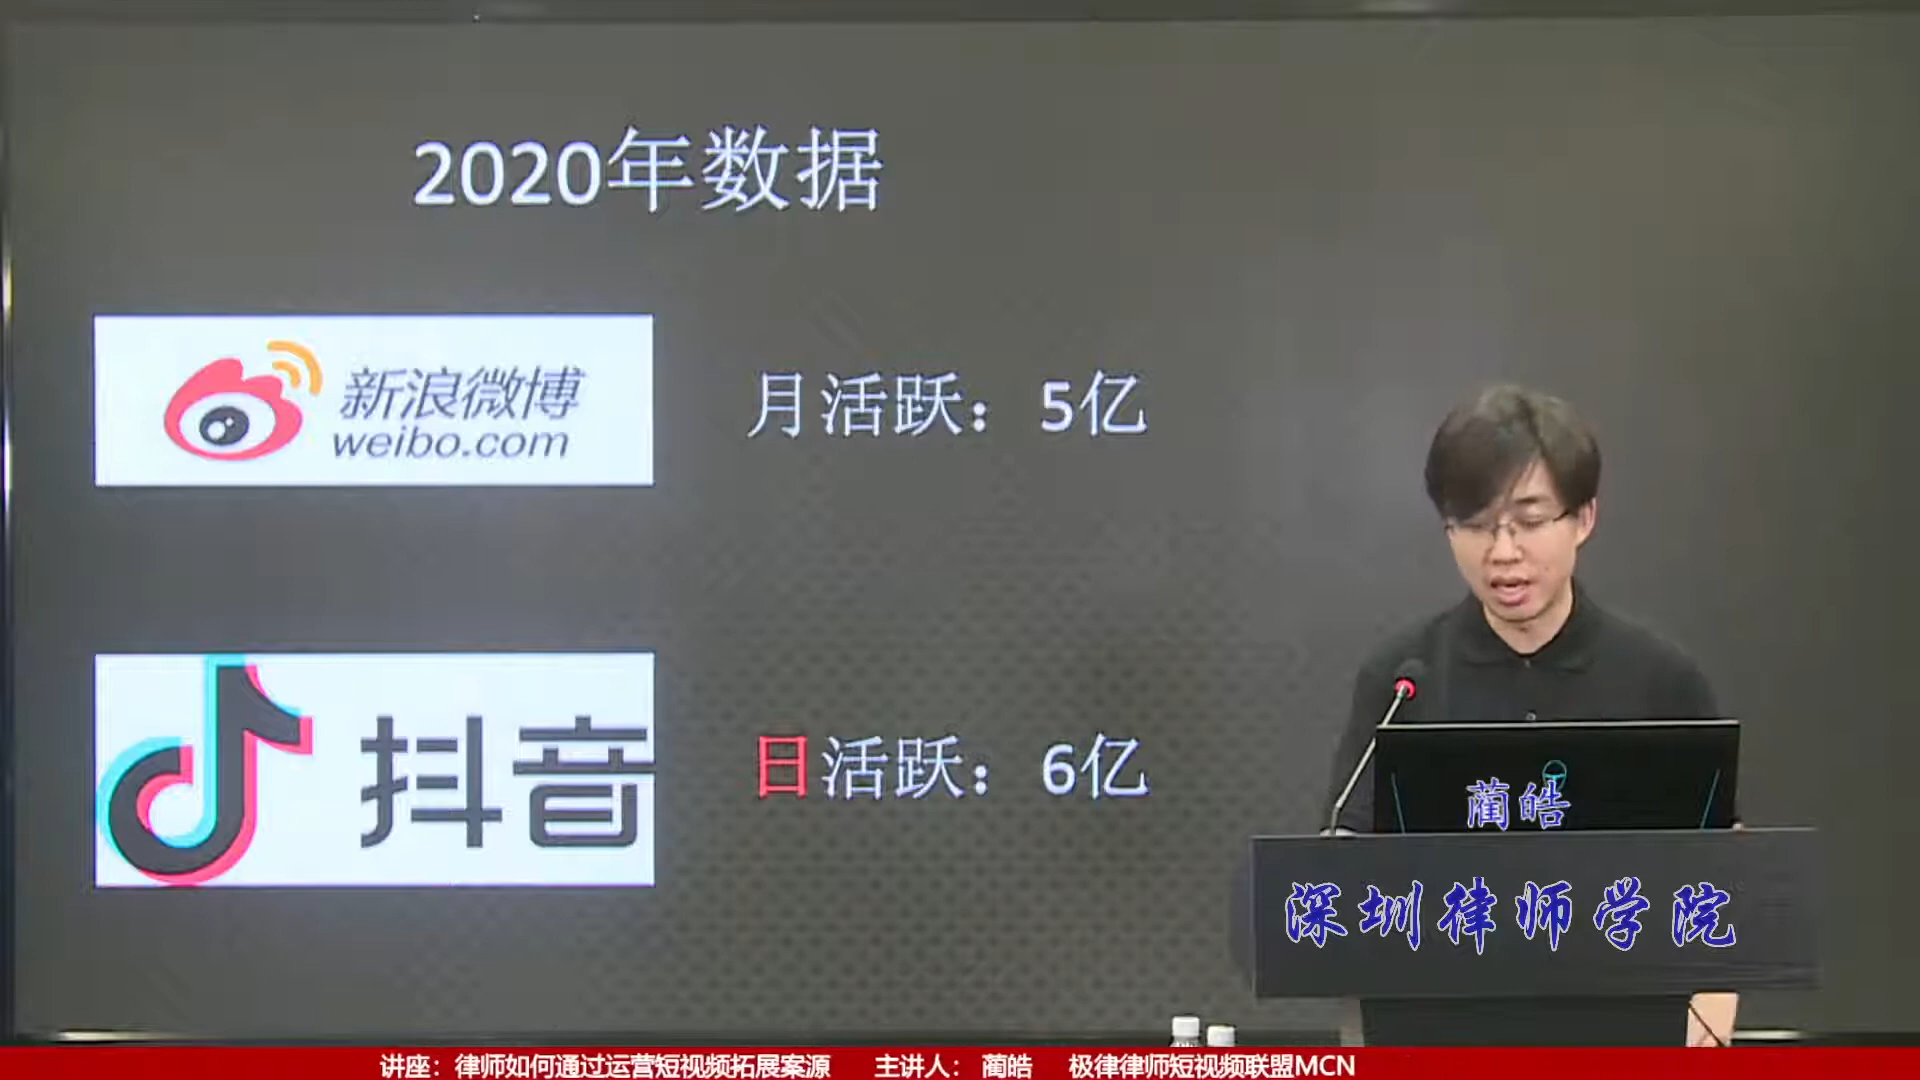 2020年数据
新浪微博
weibo.com
月活跃：5亿
抖音
日活跃：6亿
蔺皓
深圳律师学院
讲座：律师如何通过运营短视频拓展案源 主讲人：蔺皓 极律律师短视频联盟MCN